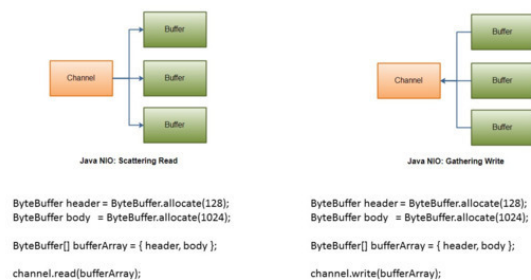 Buffer
Channel
Buffer
Buffer
Java NIO: Scattering Read
ByteBuffer header = ByteBuffer.allocate(128);
ByteBuffer body = ByteBuffer.allocate(1024);
ByteBuffer[] bufferArray = { header, body };
channel.read(bufferArray);
Buffer
Channel
Buffer
Buffer
Java NIO: Gathering Write
ByteBuffer header = ByteBuffer.allocate(128);
ByteBuffer body = ByteBuffer.allocate(1024);
ByteBuffer[] bufferArray = { header, body };
channel.write(bufferArray);